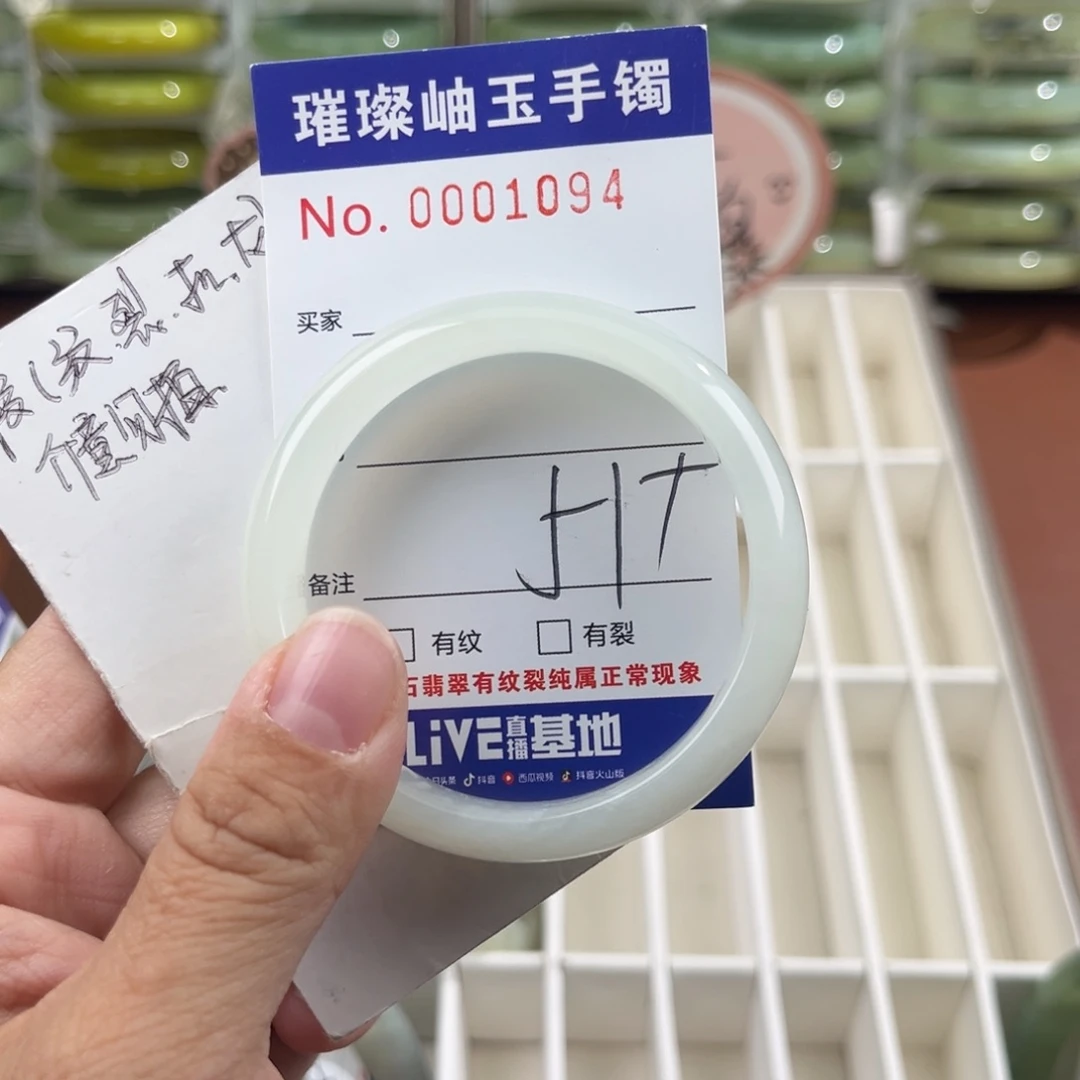 璀璨岫玉手镯
No. 0001094
买家
HT
备注
有纹 有裂
石翡翠有纹裂纯属正常现象
LiVE直播基地
抖音 西瓜视频 抖音火山版